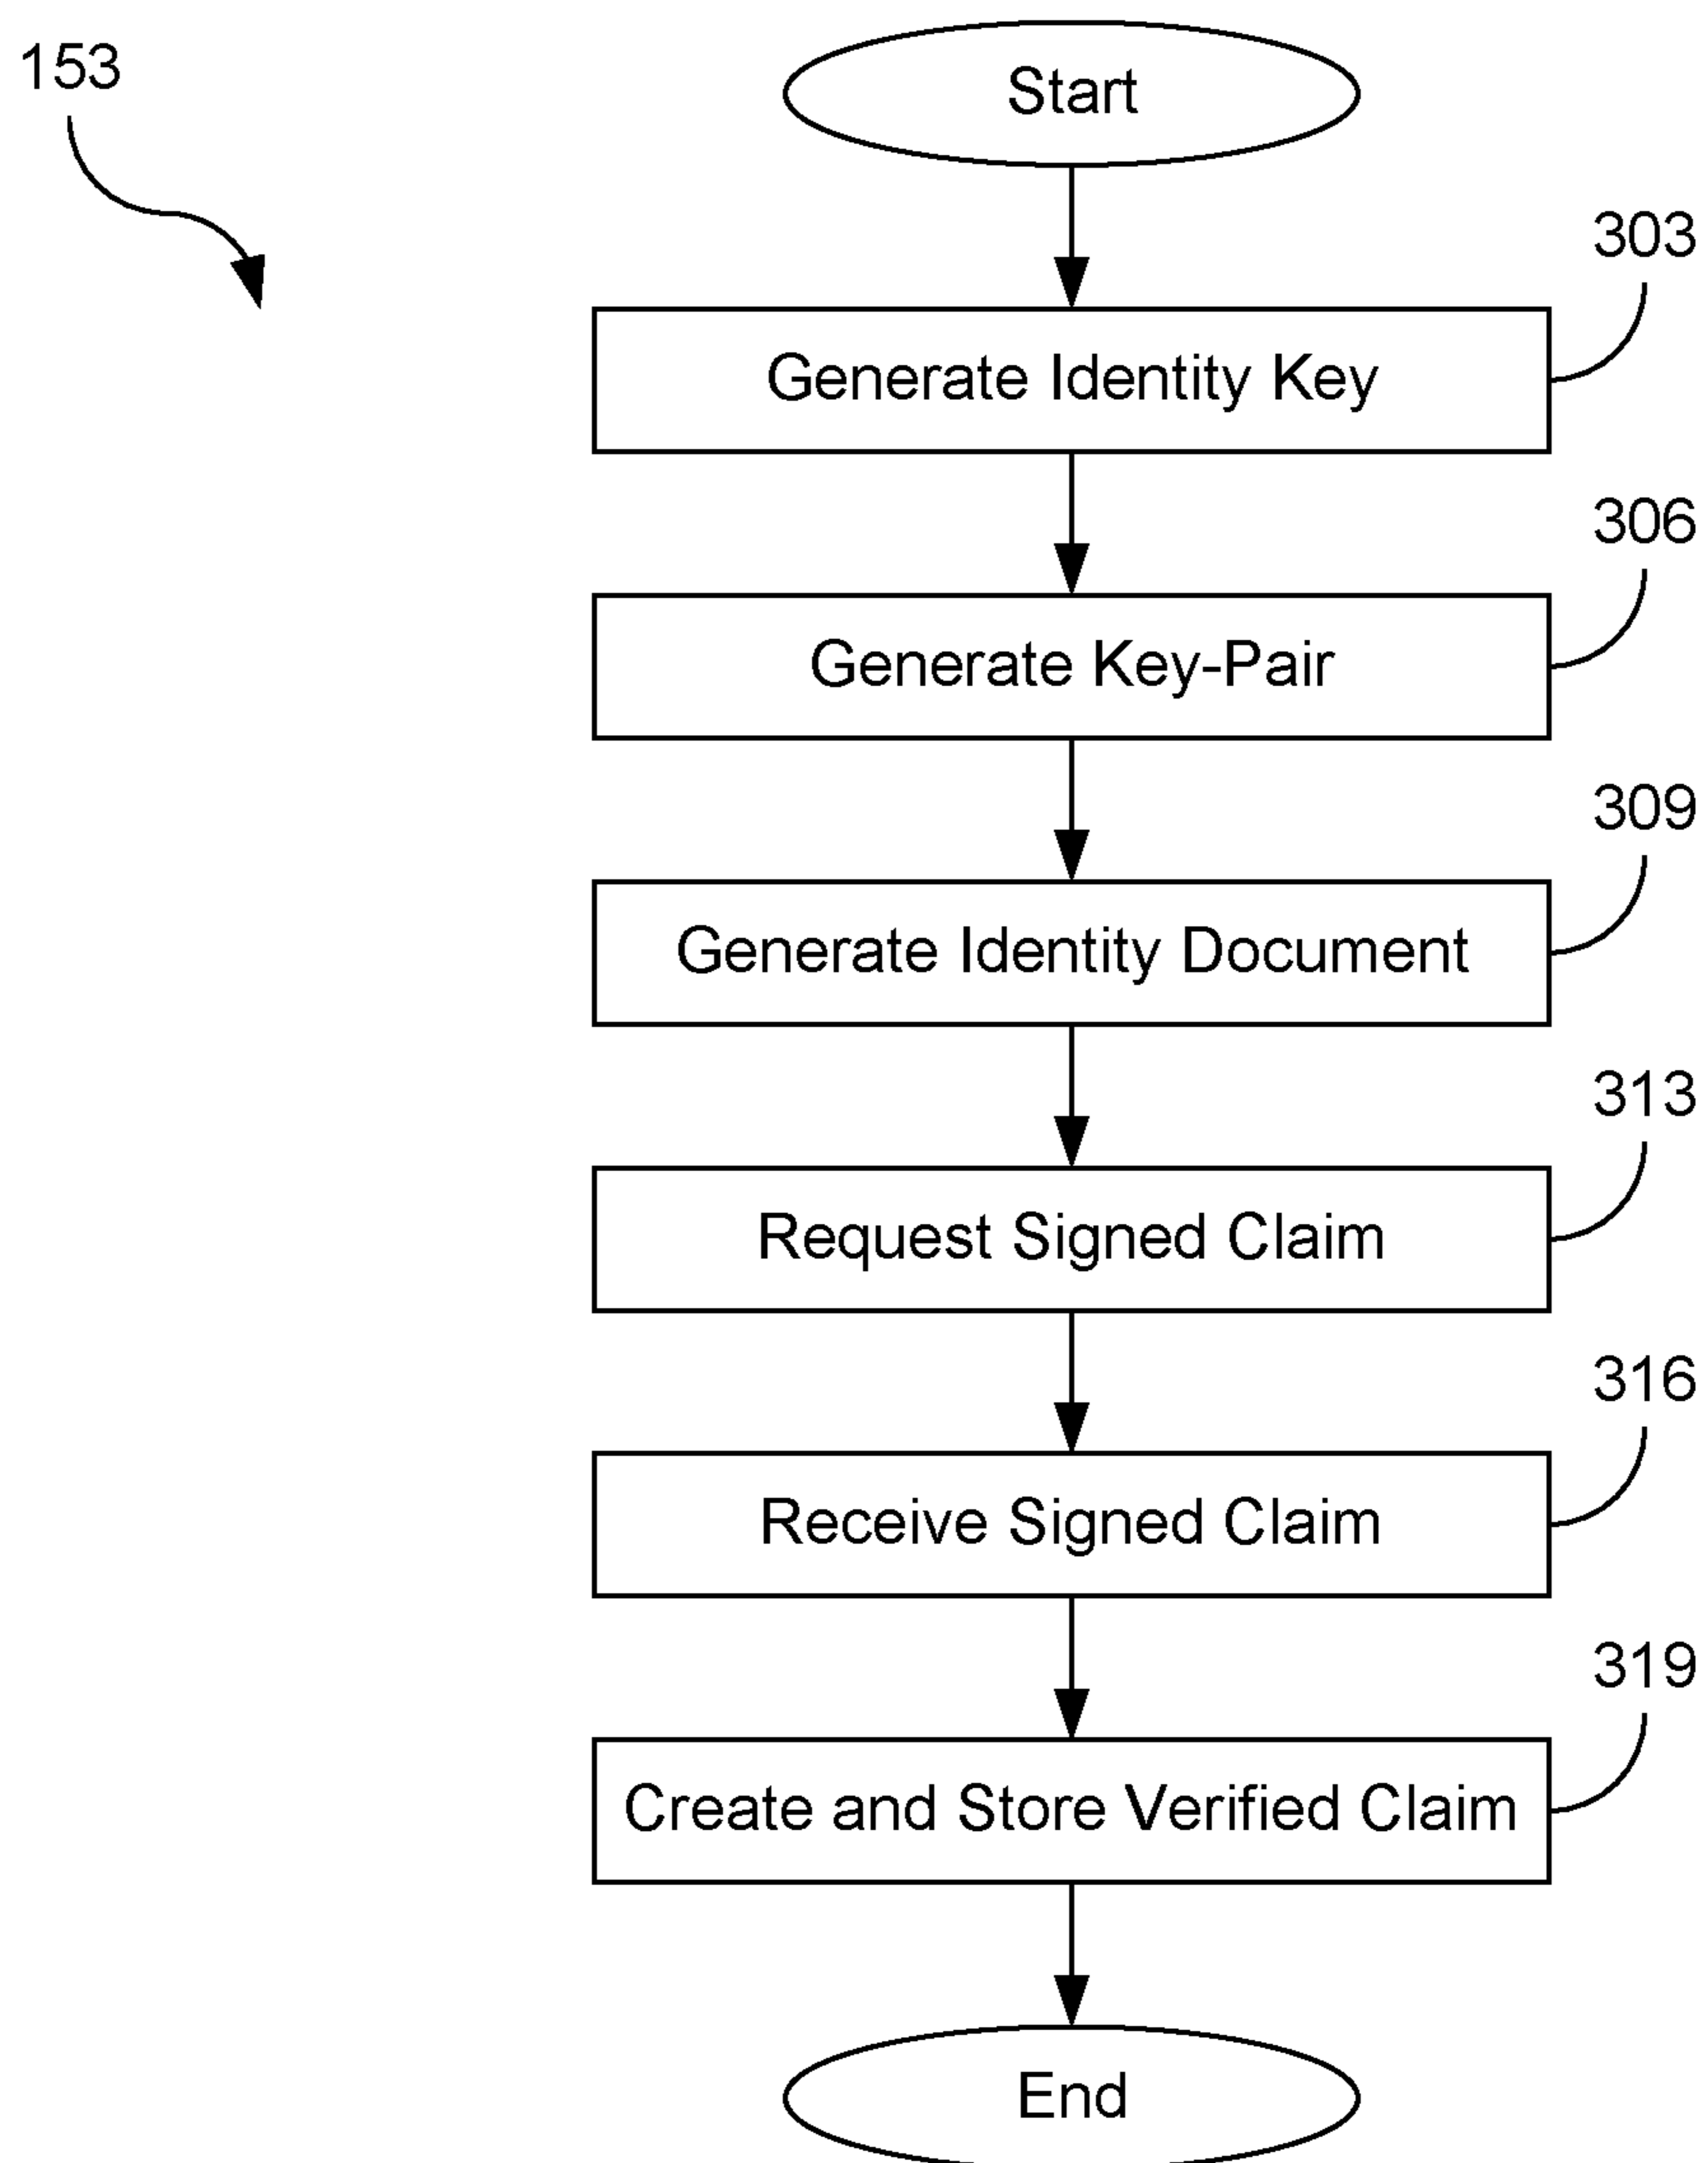 153
Start
303
Generate Identity Key
306
Generate Key-Pair
309
Generate Identity Document
313
Request Signed Claim
316
Receive Signed Claim
319
Create and Store Verified Claim
End